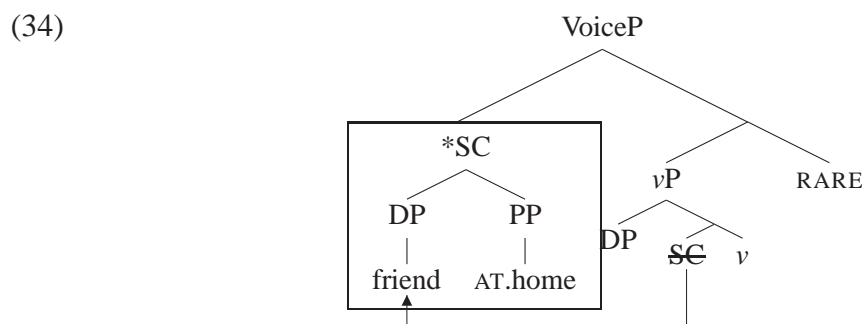 (34)
VoiceP
*SC
vP RARE
DP PP
DP SC v
friend AT.home